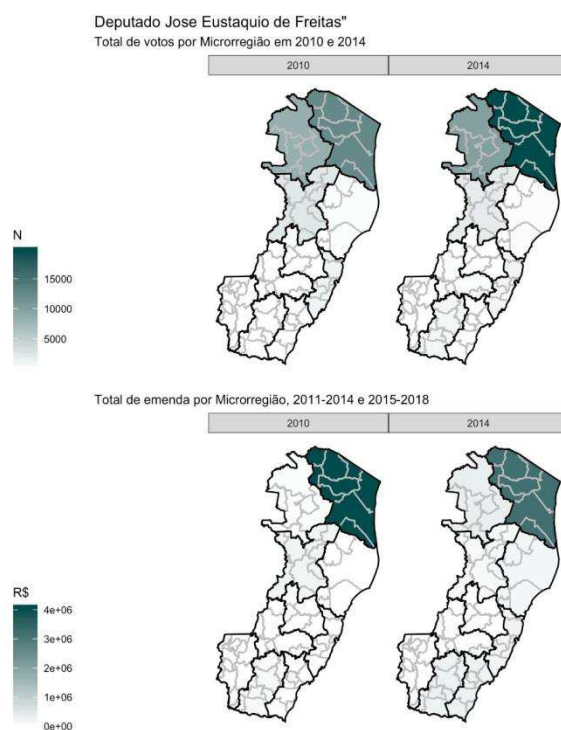 Deputado Jose Eustaquio de Freitas"
Total de votos por Microrregião em 2010 e 2014
2010
2014
N
15000
10000
5000
Total de emenda por Microrregião, 2011-2014 e 2015-2018
2010
2014
R$
4e+06
3e+06
2e+06
1e+06
0e+00